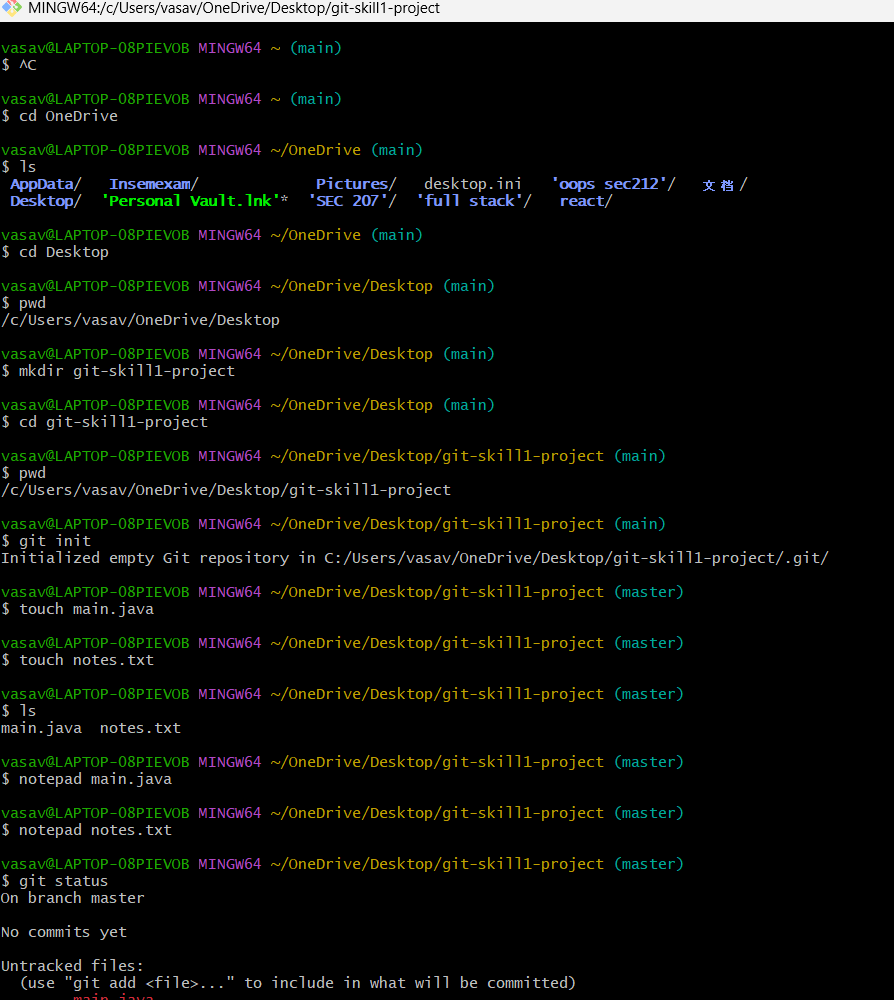 MINGW64:/c/Users/vasav/OneDrive/Desktop/git-skill1-project
vasav@LAPTOP-08PIEVOB MINGW64 ~ (main)
$ ^C
vasav@LAPTOP-08PIEVOB MINGW64 ~ (main)
$ cd OneDrive
vasav@LAPTOP-08PIEVOB MINGW64 ~/OneDrive (main)
$ ls
AppData/ Insemexam/ Pictures/ desktop.ini 'oops sec212'/ 文档/
Desktop/ 'Personal Vault.lnk'* 'SEC 207'/ 'full stack'/ react/
vasav@LAPTOP-08PIEVOB MINGW64 ~/OneDrive (main)
$ cd Desktop
vasav@LAPTOP-08PIEVOB MINGW64 ~/OneDrive/Desktop (main)
$ pwd
/c/Users/vasav/OneDrive/Desktop
vasav@LAPTOP-08PIEVOB MINGW64 ~/OneDrive/Desktop (main)
$ mkdir git-skill1-project
vasav@LAPTOP-08PIEVOB MINGW64 ~/OneDrive/Desktop (main)
$ cd git-skill1-project
vasav@LAPTOP-08PIEVOB MINGW64 ~/OneDrive/Desktop/git-skill1-project (main)
$ pwd
/c/Users/vasav/OneDrive/Desktop/git-skill1-project
vasav@LAPTOP-08PIEVOB MINGW64 ~/OneDrive/Desktop/git-skill1-project (main)
$ git init
Initialized empty Git repository in C:/Users/vasav/OneDrive/Desktop/git-skill1-project/.git/
vasav@LAPTOP-08PIEVOB MINGW64 ~/OneDrive/Desktop/git-skill1-project (master)
$ touch main.java
vasav@LAPTOP-08PIEVOB MINGW64 ~/OneDrive/Desktop/git-skill1-project (master)
$ touch notes.txt
vasav@LAPTOP-08PIEVOB MINGW64 ~/OneDrive/Desktop/git-skill1-project (master)
$ ls
main.java notes.txt
vasav@LAPTOP-08PIEVOB MINGW64 ~/OneDrive/Desktop/git-skill1-project (master)
$ notepad main.java
vasav@LAPTOP-08PIEVOB MINGW64 ~/OneDrive/Desktop/git-skill1-project (master)
$ notepad notes.txt
vasav@LAPTOP-08PIEVOB MINGW64 ~/OneDrive/Desktop/git-skill1-project (master)
$ git status
On branch master
No commits yet
Untracked files:
(use "git add <file>..." to include in what will be committed)
main.java